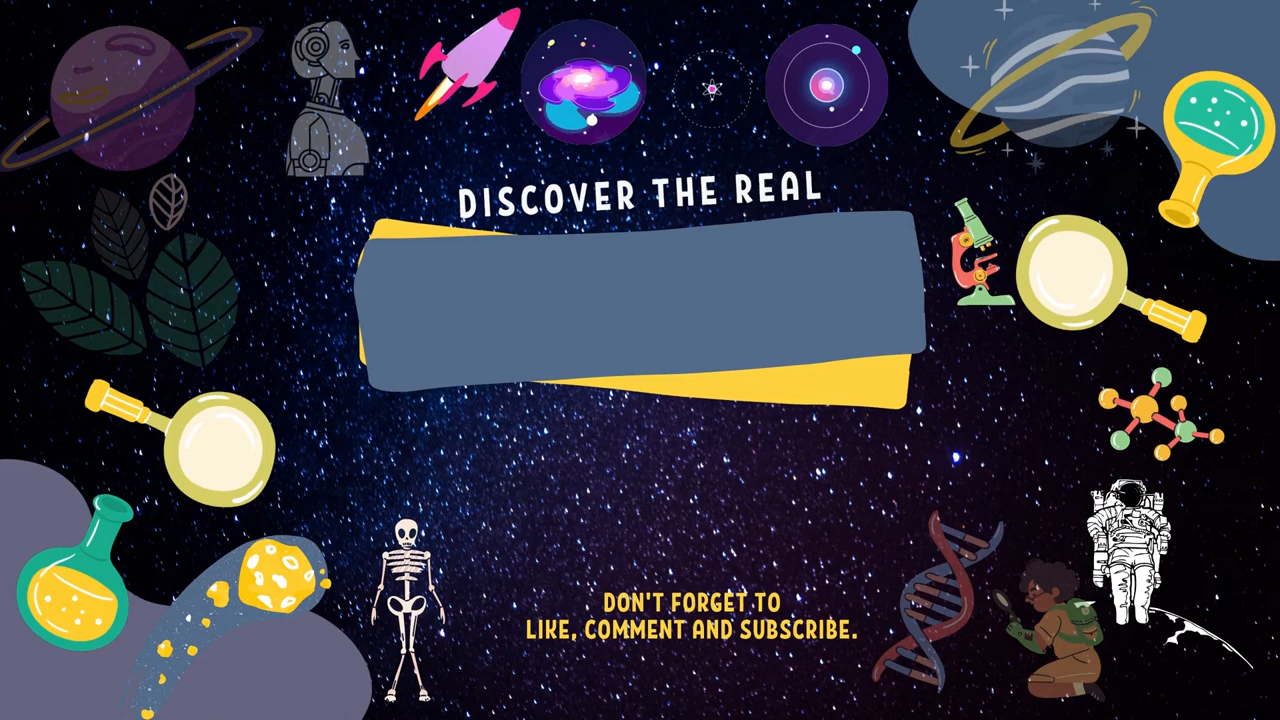 DISCOVER THE REAL
DON'T FORGET TO
LIKE, COMMENT AND SUBSCRIBE.